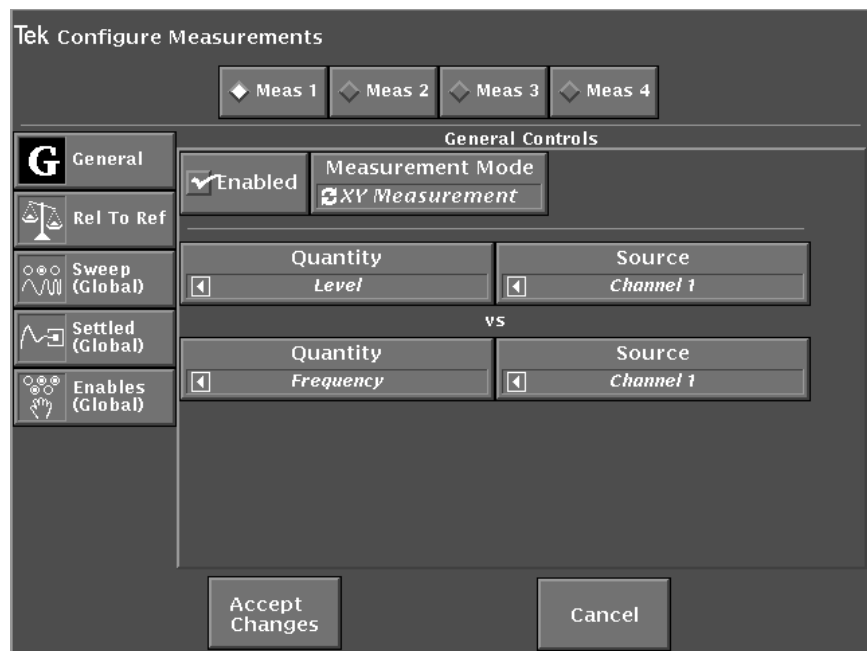 Tek Configure Measurements
Meas 1 Meas 2 Meas 3 Meas 4
General Controls
G General
Rel To Ref
Sweep
(Global)
Settled
(Global)
Enables
(Global)
Enabled
Measurement Mode
XY Measurement
Quantity
Level
Source
Channel 1
vs
Quantity
Frequency
Source
Channel 1
Accept
Changes
Cancel